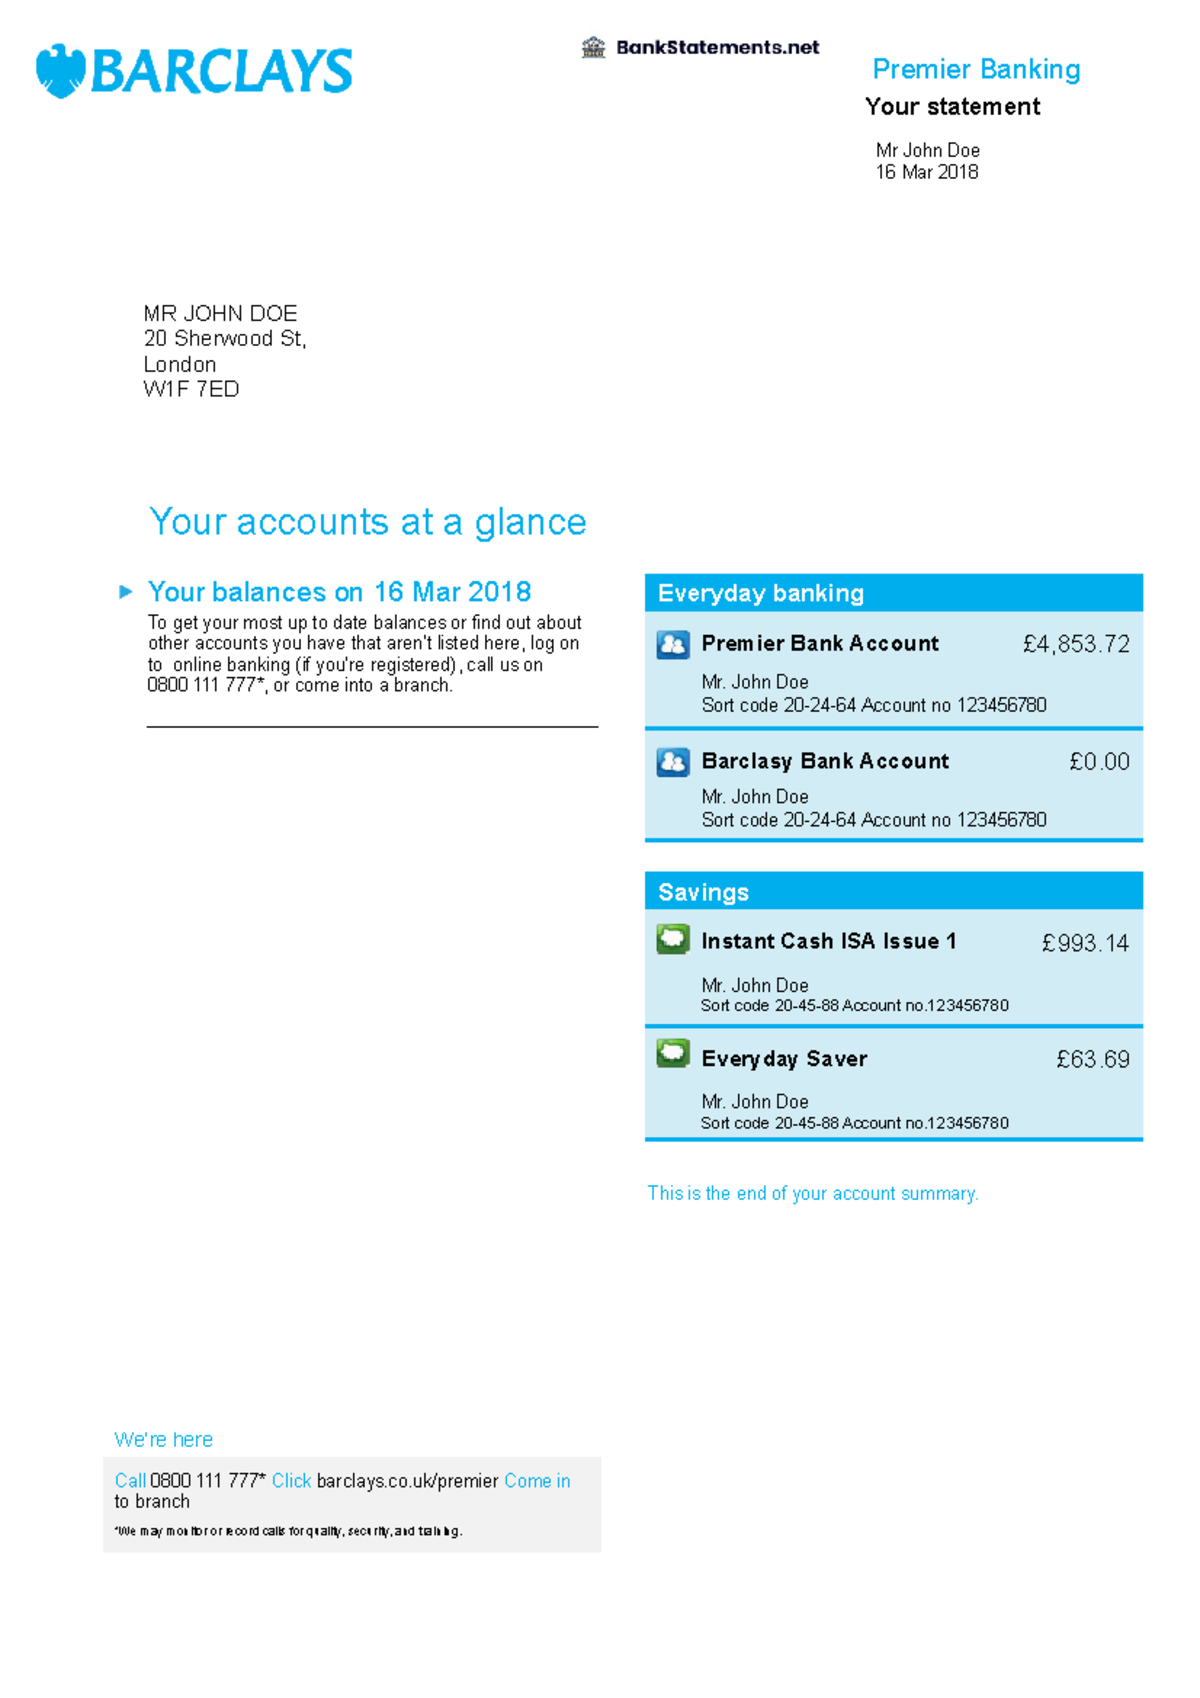 BARCLAYS
BankStatements.net
Premier Banking
Your statement
Mr John Doe
16 Mar 2018
MR JOHN DOE
20 Sherwood St,
London
W1F 7ED
Your accounts at a glance
Your balances on 16 Mar 2018
To get your most up to date balances or find out about
other accounts you have that aren't listed here, log on
to online banking (if you're registered), call us on
0800 111 777*, or come into a branch.
Everyday banking
Premier Bank Account £4,853.72
Mr. John Doe
Sort code 20-24-64 Account no 123456780
Barclasy Bank Account £0.00
Mr. John Doe
Sort code 20-24-64 Account no 123456780
Savings
Instant Cash ISA Issue 1 £993.14
Mr. John Doe
Sort code 20-45-88 Account no.123456780
Everyday Saver £63.69
Mr. John Doe
Sort code 20-45-88 Account no.123456780
This is the end of your account summary.
We're here
Call 0800 111 777* Click barclays.co.uk/premier Come in
to branch
*We may monitor or record calls for quality, security, and training.